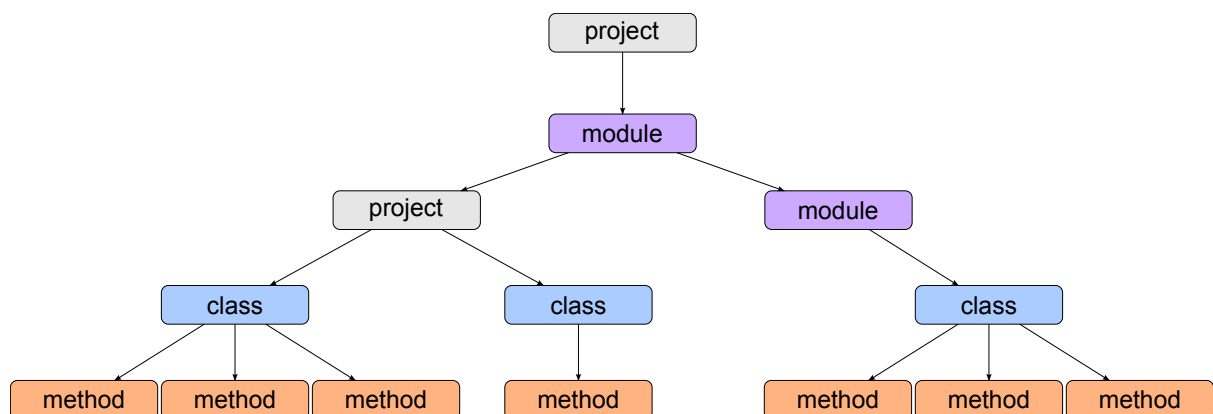 project
module
project module
class class class
method method method method method method method